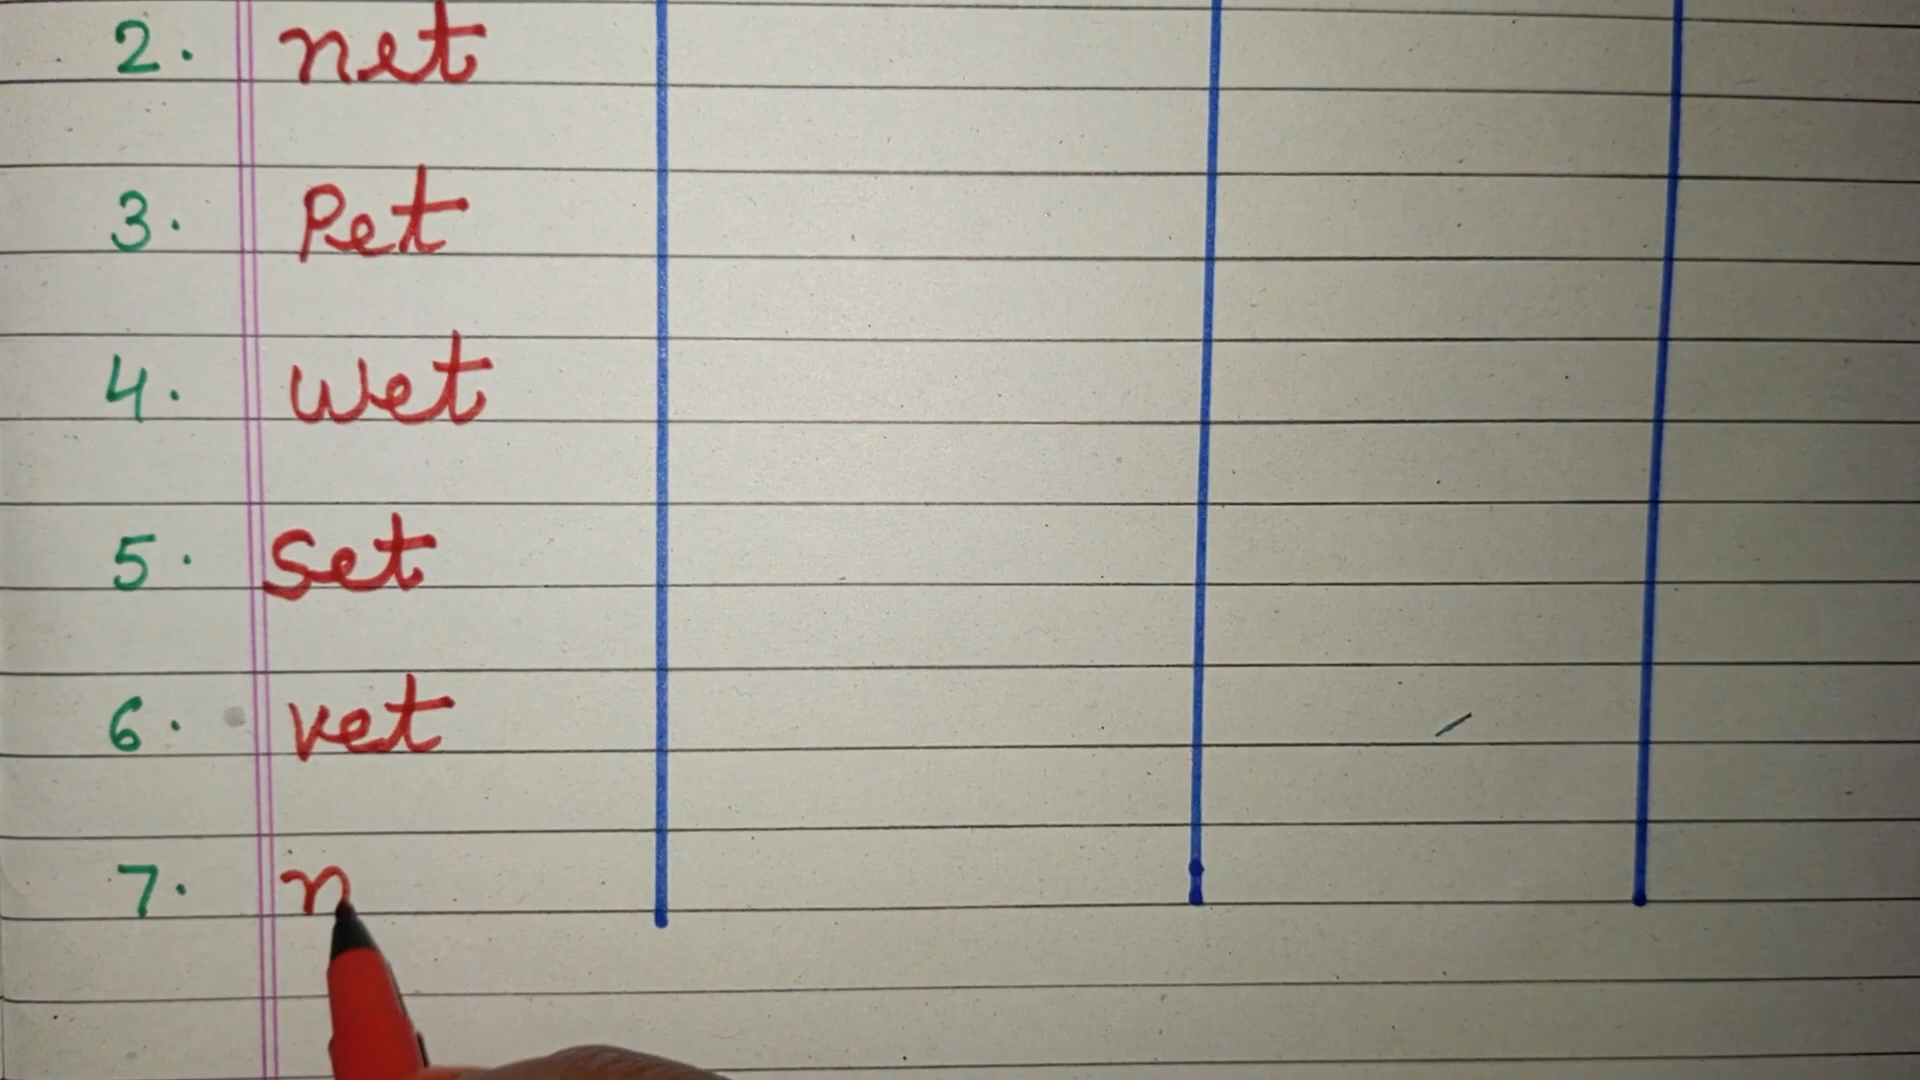 2. net
3. Pet
4. Wet
5. Set
6. vet
7. n